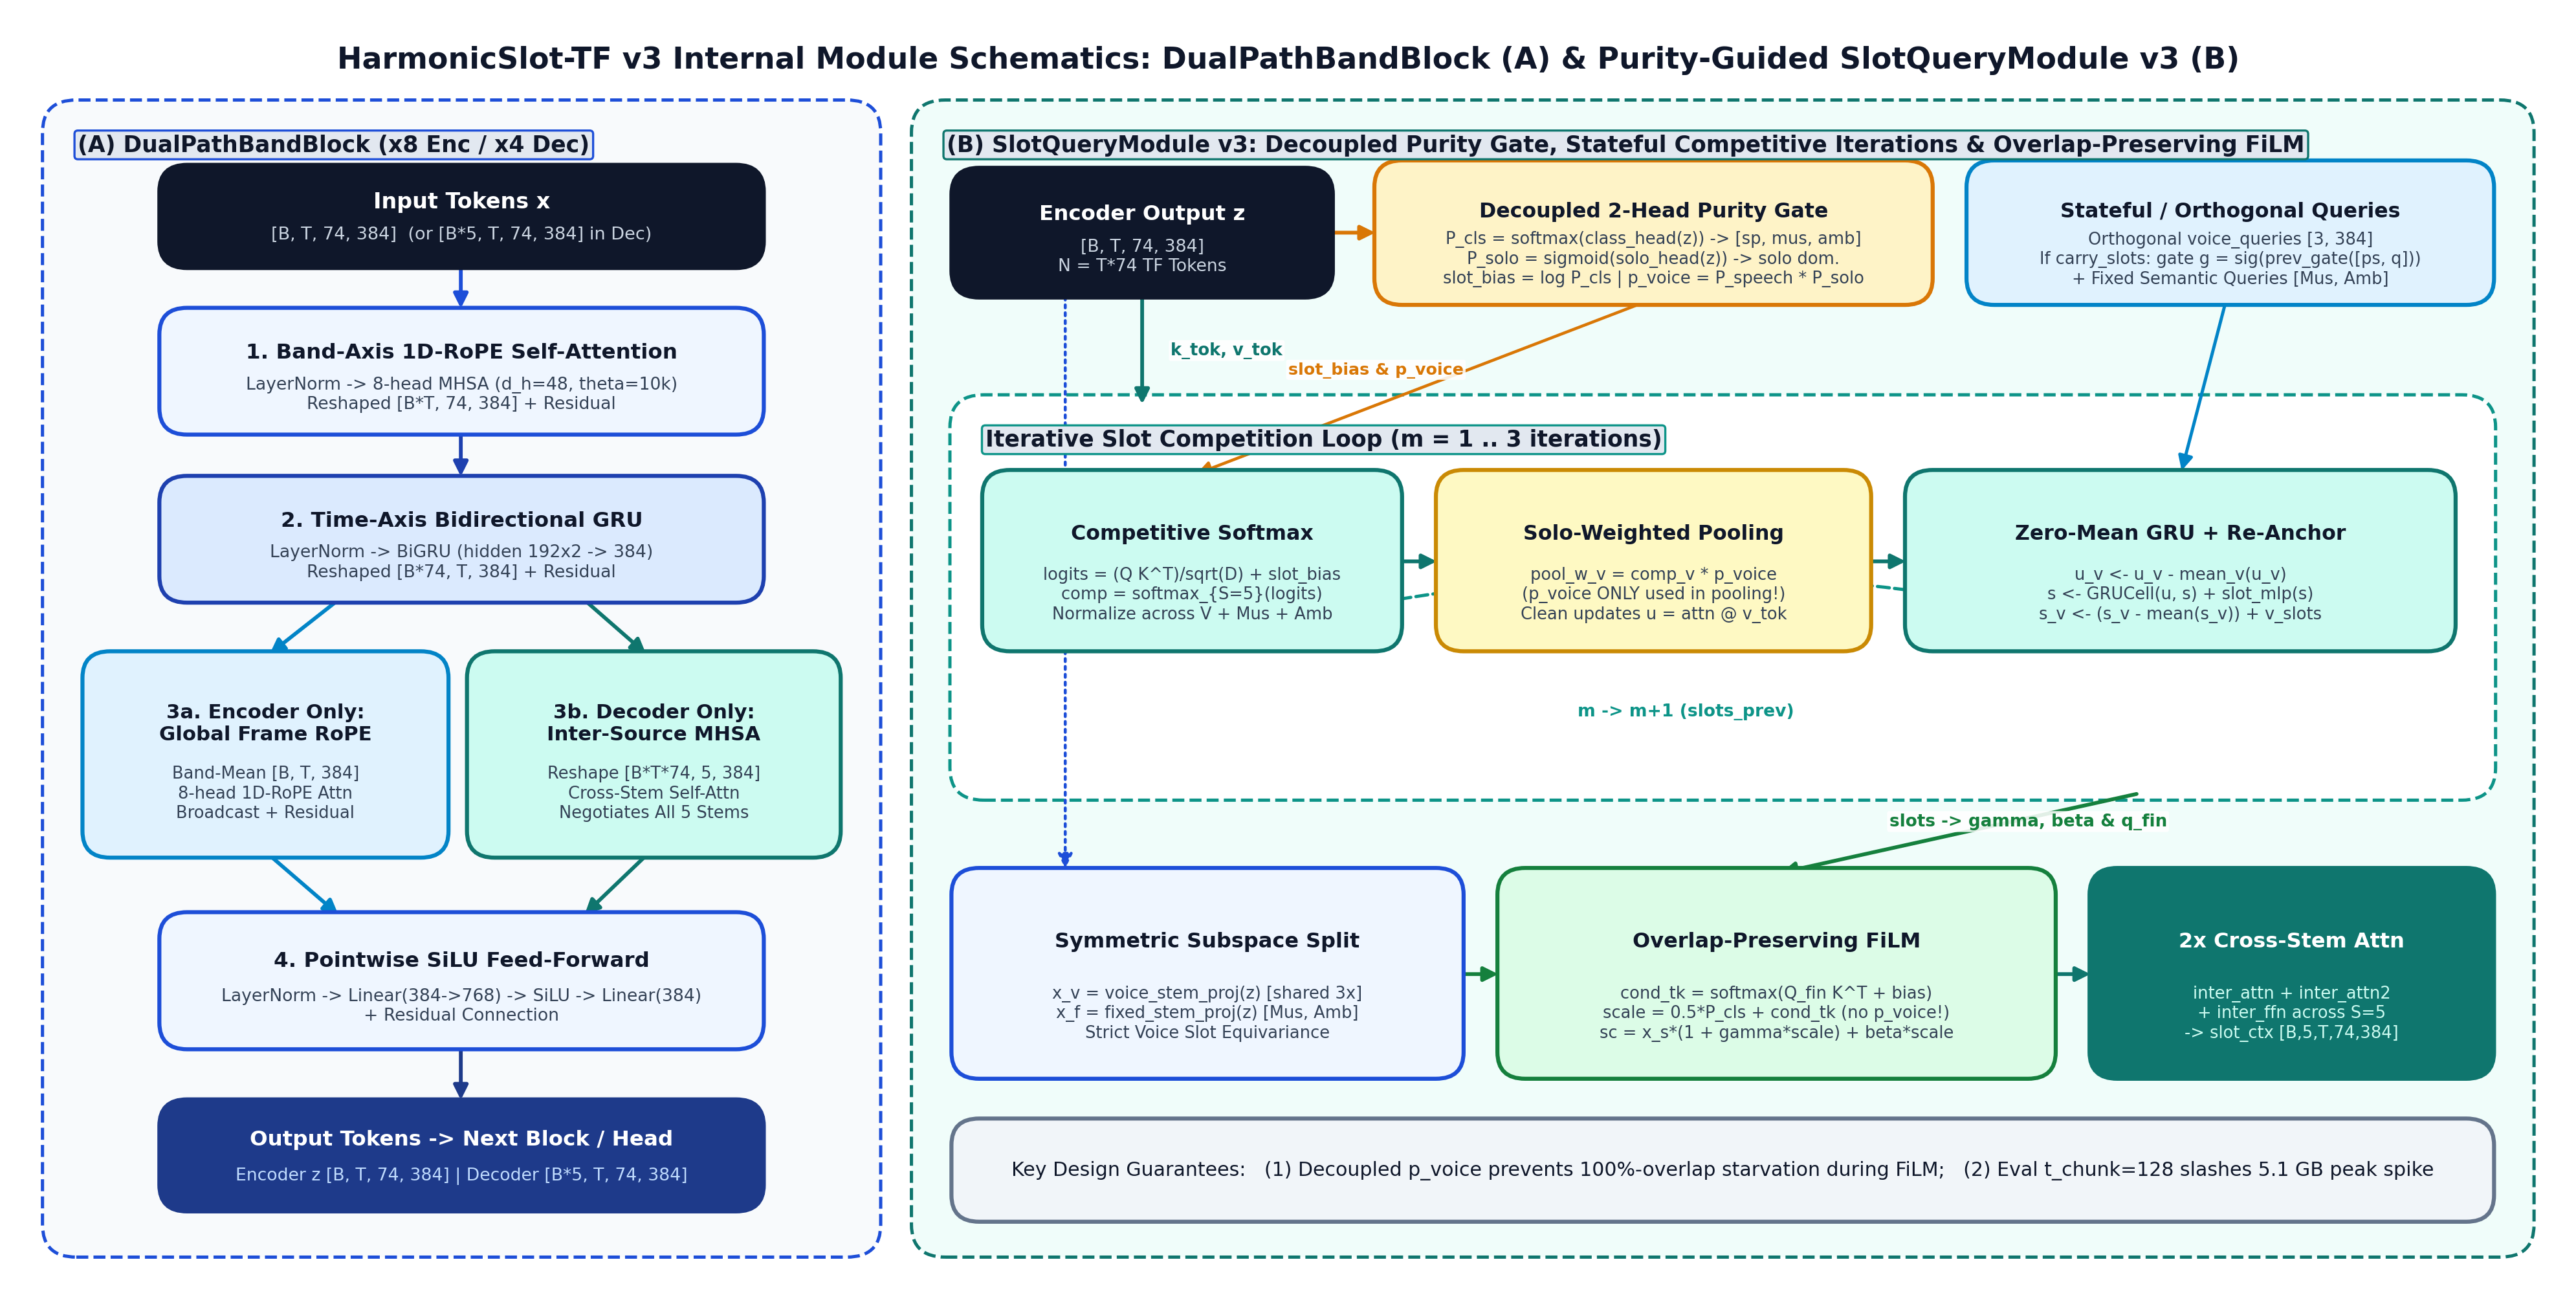 HarmonicSlot-TF v3 Internal Module Schematics: DualPathBandBlock (A) & Purity-Guided SlotQueryModule v3 (B)
(A) DualPathBandBlock (x8 Enc / x4 Dec)
Input Tokens x
[B, T, 74, 384]  (or [B*5, T, 74, 384] in Dec)
1. Band-Axis 1D-RoPE Self-Attention
LayerNorm -> 8-head MHSA (d_h=48, theta=10k)
Reshaped [B*T, 74, 384] + Residual
2. Time-Axis Bidirectional GRU
LayerNorm -> BiGRU (hidden 192x2 -> 384)
Reshaped [B*74, T, 384] + Residual
3a. Encoder Only:
Global Frame RoPE
Band-Mean [B, T, 384]
8-head 1D-RoPE Attn
Broadcast + Residual
3b. Decoder Only:
Inter-Source MHSA
Reshape [B*T*74, 5, 384]
Cross-Stem Self-Attn
Negotiates All 5 Stems
4. Pointwise SiLU Feed-Forward
LayerNorm -> Linear(384->768) -> SiLU -> Linear(384)
+ Residual Connection
Output Tokens -> Next Block / Head
Encoder z [B, T, 74, 384] | Decoder [B*5, T, 74, 384]
(B) SlotQueryModule v3: Decoupled Purity Gate, Stateful Competitive Iterations & Overlap-Preserving FiLM
Encoder Output z
[B, T, 74, 384]
N = T*74 TF Tokens
Decoupled 2-Head Purity Gate
P_cls = softmax(class_head(z)) -> [sp, mus, amb]
P_solo = sigmoid(solo_head(z)) -> solo dom.
slot_bias = log P_cls | p_voice = P_speech * P_solo
Stateful / Orthogonal Queries
Orthogonal voice_queries [3, 384]
If carry_slots: gate g = sig(prev_gate([ps, q]))
+ Fixed Semantic Queries [Mus, Amb]
k_tok, v_tok
slot_bias & p_voice
Iterative Slot Competition Loop (m = 1 .. 3 iterations)
Competitive Softmax
logits = (Q K^T)/sqrt(D) + slot_bias
comp = softmax_{S=5}(logits)
Normalize across V + Mus + Amb
Solo-Weighted Pooling
pool_w_v = comp_v * p_voice
(p_voice ONLY used in pooling!)
Clean updates u = attn @ v_tok
Zero-Mean GRU + Re-Anchor
u_v <- u_v - mean_v(u_v)
s <- GRUCell(u, s) + slot_mlp(s)
s_v <- (s_v - mean(s_v)) + v_slots
m -> m+1 (slots_prev)
slots -> gamma, beta & q_fin
Symmetric Subspace Split
x_v = voice_stem_proj(z) [shared 3x]
x_f = fixed_stem_proj(z) [Mus, Amb]
Strict Voice Slot Equivariance
Overlap-Preserving FiLM
cond_tk = softmax(Q_fin K^T + bias)
scale = 0.5*P_cls + cond_tk (no p_voice!)
sc = x_s*(1 + gamma*scale) + beta*scale
2x Cross-Stem Attn
inter_attn + inter_attn2
+ inter_ffn across S=5
-> slot_ctx [B,5,T,74,384]
Key Design Guarantees:   (1) Decoupled p_voice prevents 100%-overlap starvation during FiLM;   (2) Eval t_chunk=128 slashes 5.1 GB peak spike